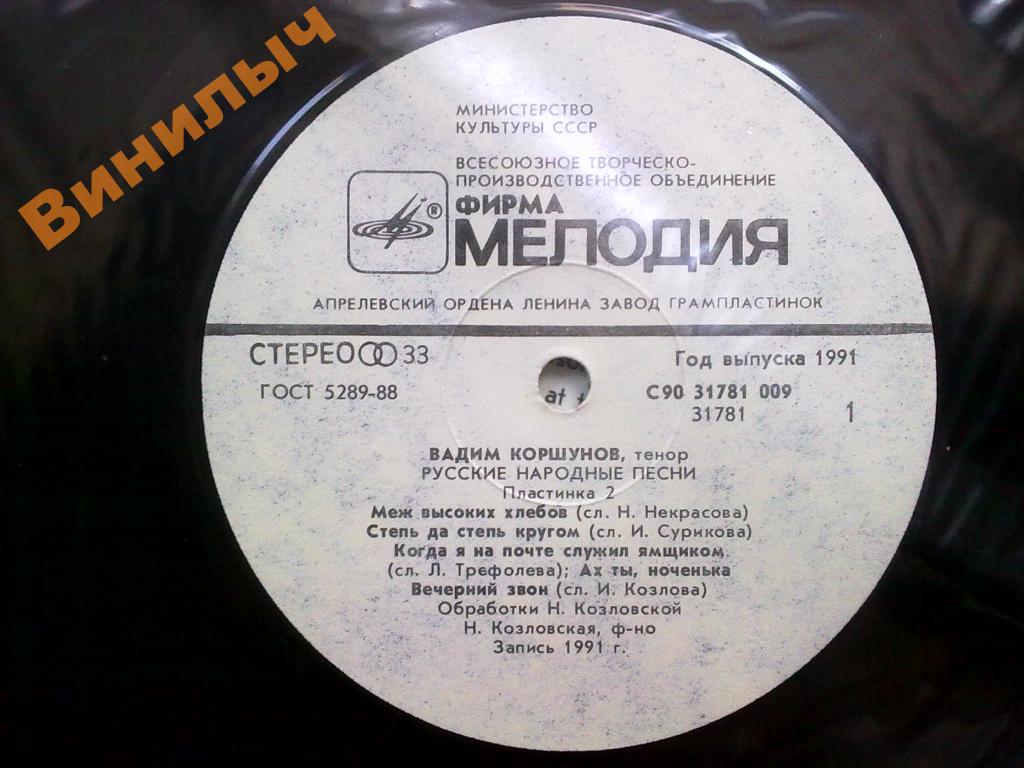 Винилыч
МИНИСТЕРСТВО
КУЛЬТУРЫ СССР
ВСЕСОЮЗНОЕ ТВОРЧЕСКО-
ПРОИЗВОДСТВЕННОЕ ОБЪЕДИНЕНИЕ
ФИРМА
® МЕЛОДИЯ
АПРЕЛЕВСКИЙ ОРДЕНА ЛЕНИНА ЗАВОД ГРАМПЛАСТИНОК
СТЕРЕО 33
Год выпуска 1991
ГОСТ 5289-88
С90 31781 009
31781
1
at
ВАДИМ КОРШУНОВ, тенор
РУССКИЕ НАРОДНЫЕ ПЕСНИ
Пластинка 2
Меж высоких хлебов (сл. Н. Некрасова)
Степь да степь кругом (сл. И. Сурикова)
Когда я на почте служил ямщиком
(сл. Л. Трефолева); Ах ты, ноченька
Вечерний звон (сл. И. Козлова)
Обработки Н. Козловской
Н. Козловская, ф-но
Запись 1991 г.